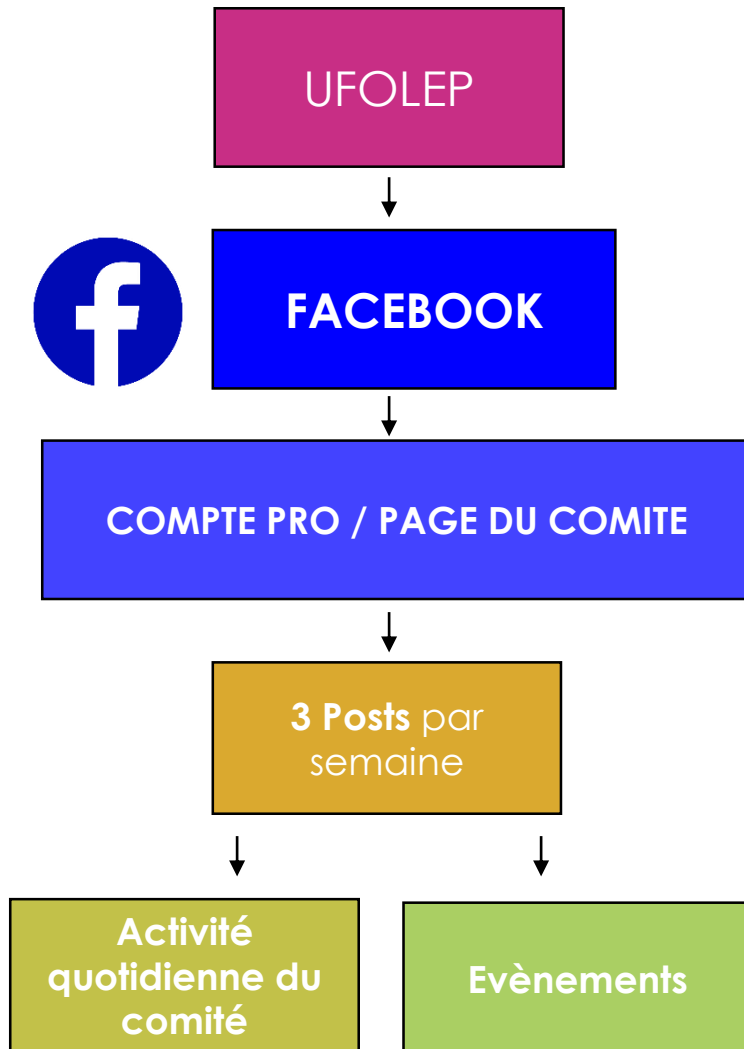 UFOLEP
FACEBOOK
COMPTE PRO / PAGE DU COMITE
3 Posts par
semaine
Activité
quotidienne du
comité
Evènements